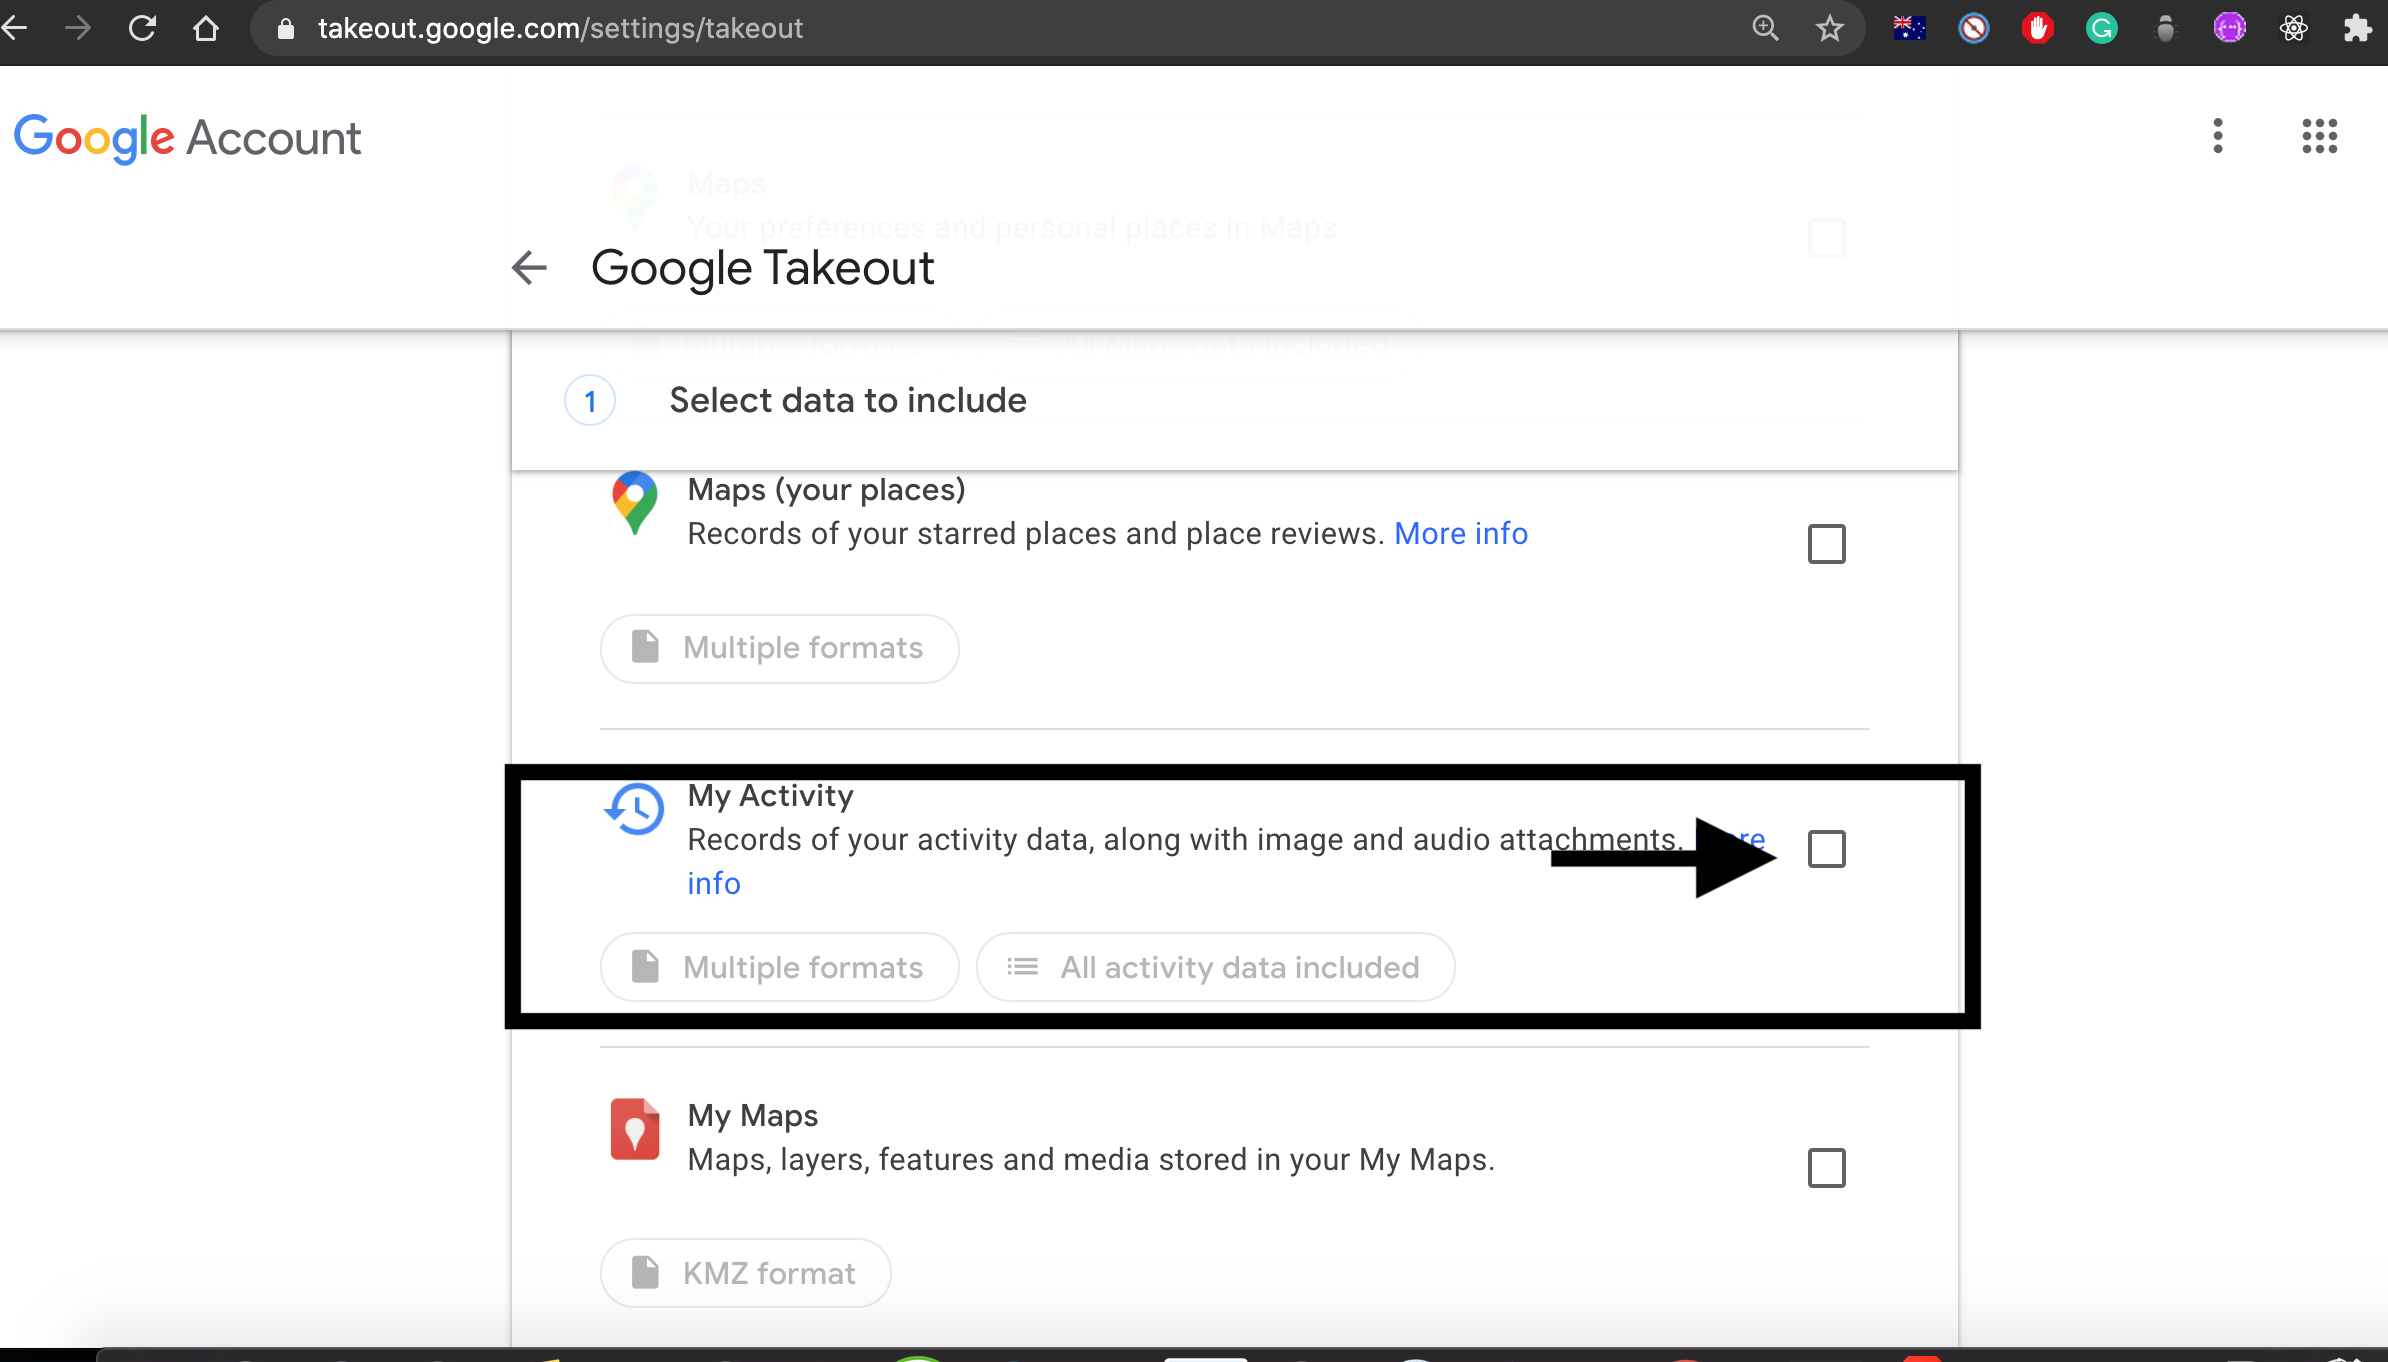 takeout.google.com/settings/takeout
Google Account
Maps
Your preferences and personal places in Maps
Google Takeout
Multiple formats
All Maps data included
1
Select data to include
Maps (your places)
Records of your starred places and place reviews. More info
Multiple formats
My Activity
Records of your activity data, along with image and audio attachments. More
info
Multiple formats
All activity data included
My Maps
Maps, layers, features and media stored in your My Maps.
KMZ format